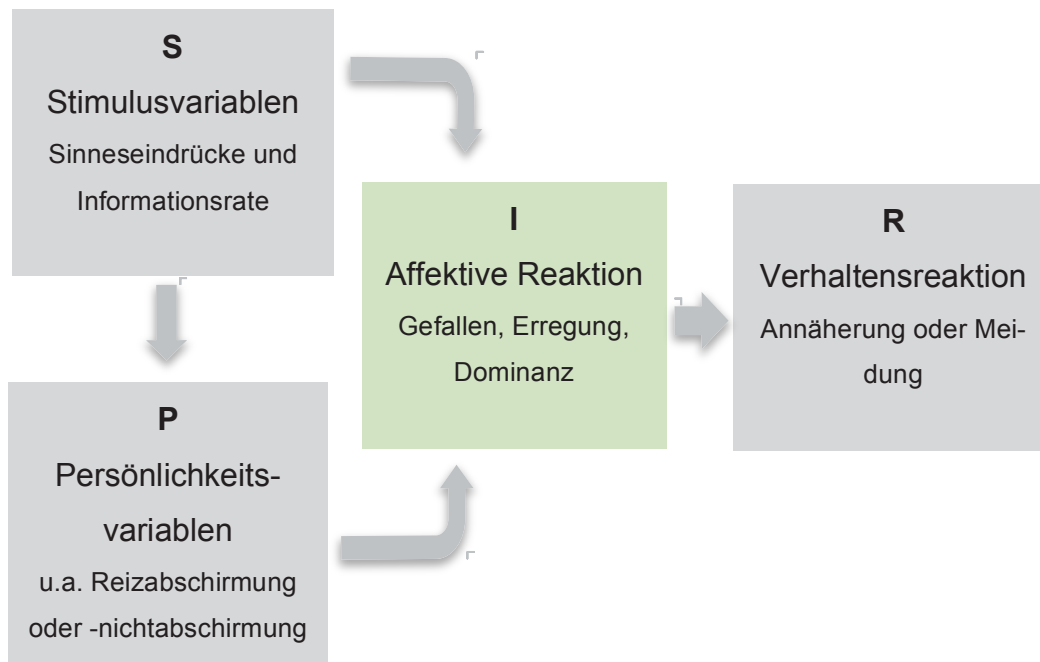 S
Stimulusvariablen
Sinneseindrücke und
Informationsrate
P
Persönlichkeits-
variablen
u.a. Reizabschirmung
oder -nichtabschirmung
I
Affektive Reaktion
Gefallen, Erregung,
Dominanz
R
Verhaltensreaktion
Annäherung oder Mei-
dung